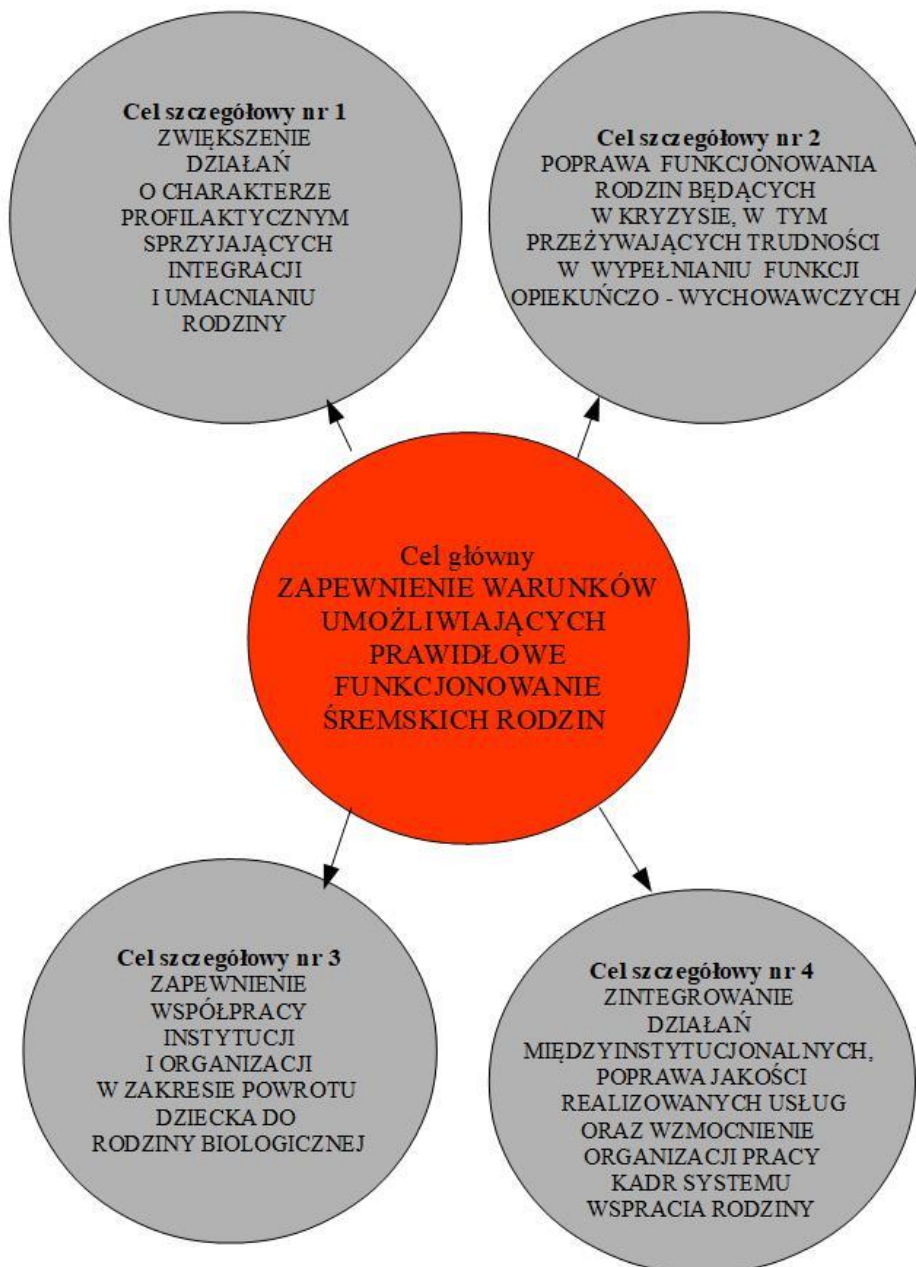 Cel szczegółowy nr 1
ZWIĘKSZENIE
DZIAŁAŃ
O CHARAKTERZE
PROFILAKTYCZNYM
SPRZYJAJĄCYCH
INTEGRACJI
I UMACNIANIU
RODZINY
Cel szczegółowy nr 2
POPRAWA FUNKCJONOWANIA
RODZIN BĘDĄCYCH
W KRYZYSIE, W TYM
PRZEŻYWAJĄCYCH TRUDNOŚCI
W WYPEŁNIANIU FUNKCJI
OPIEKUŃCZO - WYCHOWAWCZYCH
Cel główny
ZAPEWNIENIE WARUNKÓW
UMOŻLIWIAJĄCYCH
PRAWIDŁOWE
FUNKCJONOWANIE
ŚREMSKICH RODZIN
Cel szczegółowy nr 3
ZAPEWNIENIE
WSPÓŁPRACY
INSTYTUCJI
I ORGANIZACJI
W ZAKRESIE POWROTU
DZIECKA DO
RODZINY BIOLOGICZNEJ
Cel szczegółowy nr 4
ZINTEGROWANIE
DZIAŁAŃ
MIĘDZYINSTYTUCJONALNYCH,
POPRAWA JAKOŚCI
REALIZOWANYCH USŁUG
ORAZ WZMOCNIENIE
ORGANIZACJI PRACY
KADR SYSTEMU
WSPRACIA RODZINY